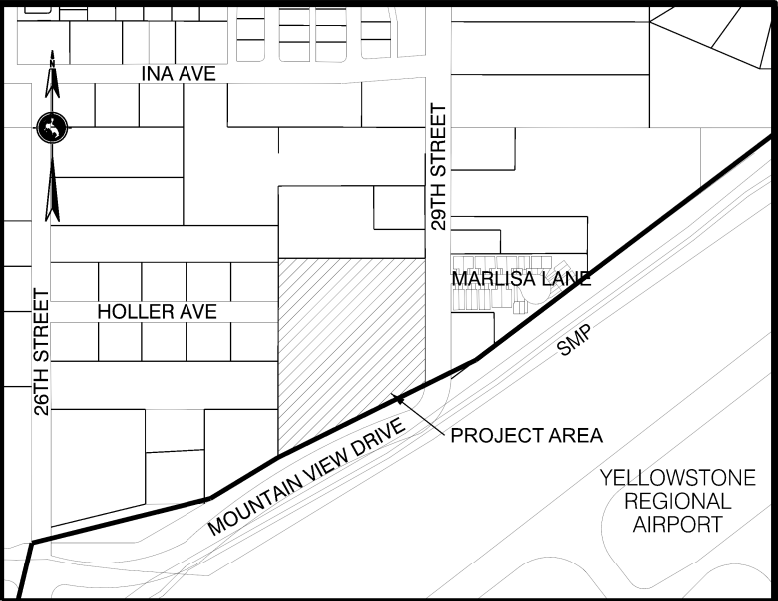 N
INA AVE
29TH STREET
MARLISA LANE
HOLLER AVE
26TH STREET
SMP
MOUNTAIN VIEW DRIVE
PROJECT AREA
YELLOWSTONE
REGIONAL
AIRPORT